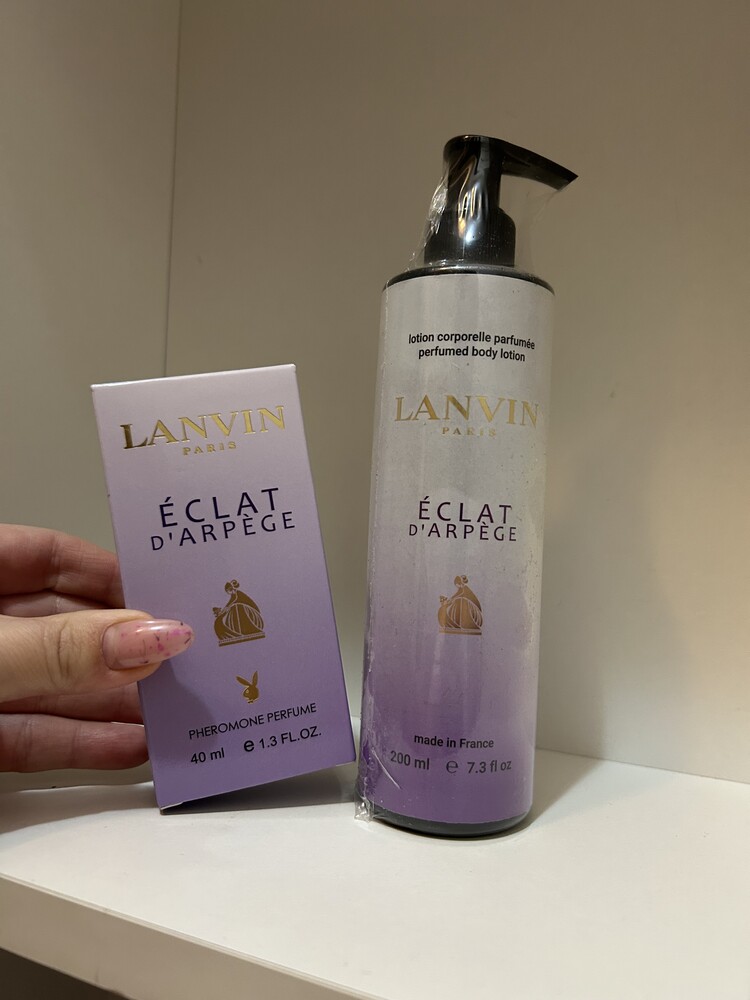 LANVIN
PARIS
ÉCLAT
D'ARPÈGE
PHEROMONE PERFUME
40 ml e 1.3 FL.OZ.
lotion corporelle parfumée
perfumed body lotion
LANVIN
PARIS
ÉCLAT
D'ARPÈGE
made in France
200 ml e 7.3 fl oz